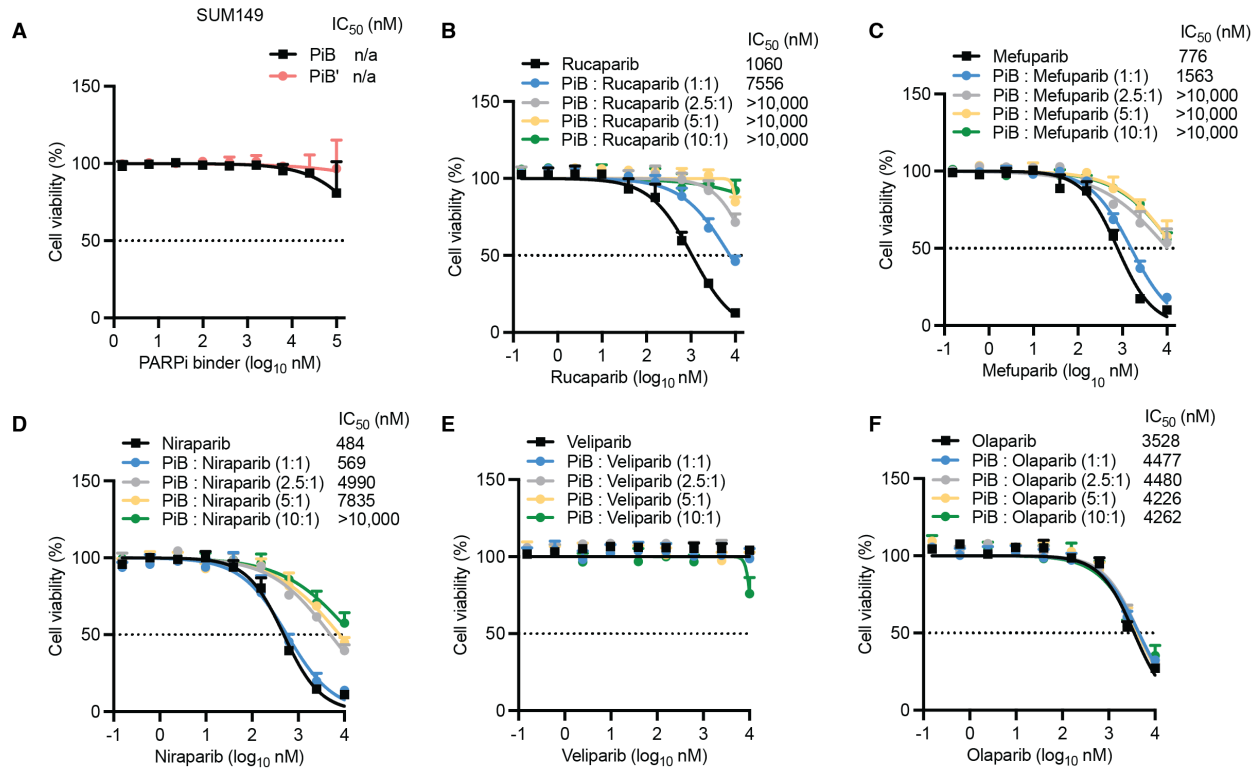 A
SUM149
IC50 (nM)
PiB n/a
PiB' n/a
150
100
50
0
Cell viability (%)
0 1 2 3 4 5
PARPi binder (log10 nM)
B
IC50 (nM)
Rucaparib 1060
PiB : Rucaparib (1:1) 7556
PiB : Rucaparib (2.5:1) >10,000
PiB : Rucaparib (5:1) >10,000
PiB : Rucaparib (10:1) >10,000
150
100
50
0
Cell viability (%)
-1 0 1 2 3 4
Rucaparib (log10 nM)
C
IC50 (nM)
Mefuparib 776
PiB : Mefuparib (1:1) 1563
PiB : Mefuparib (2.5:1) >10,000
PiB : Mefuparib (5:1) >10,000
PiB : Mefuparib (10:1) >10,000
150
100
50
0
Cell viability (%)
-1 0 1 2 3 4
Mefuparib (log10 nM)
D
IC50 (nM)
Niraparib 484
PiB : Niraparib (1:1) 569
PiB : Niraparib (2.5:1) 4990
PiB : Niraparib (5:1) 7835
PiB : Niraparib (10:1) >10,000
150
100
50
0
Cell viability (%)
-1 0 1 2 3 4
Niraparib (log10 nM)
E
Veliparib
PiB : Veliparib (1:1)
PiB : Veliparib (2.5:1)
PiB : Veliparib (5:1)
PiB : Veliparib (10:1)
150
100
50
0
Cell viability (%)
-1 0 1 2 3 4
Veliparib (log10 nM)
F
IC50 (nM)
Olaparib 3528
PiB : Olaparib (1:1) 4477
PiB : Olaparib (2.5:1) 4480
PiB : Olaparib (5:1) 4226
PiB : Olaparib (10:1) 4262
150
100
50
0
Cell viability (%)
-1 0 1 2 3 4
Olaparib (log10 nM)